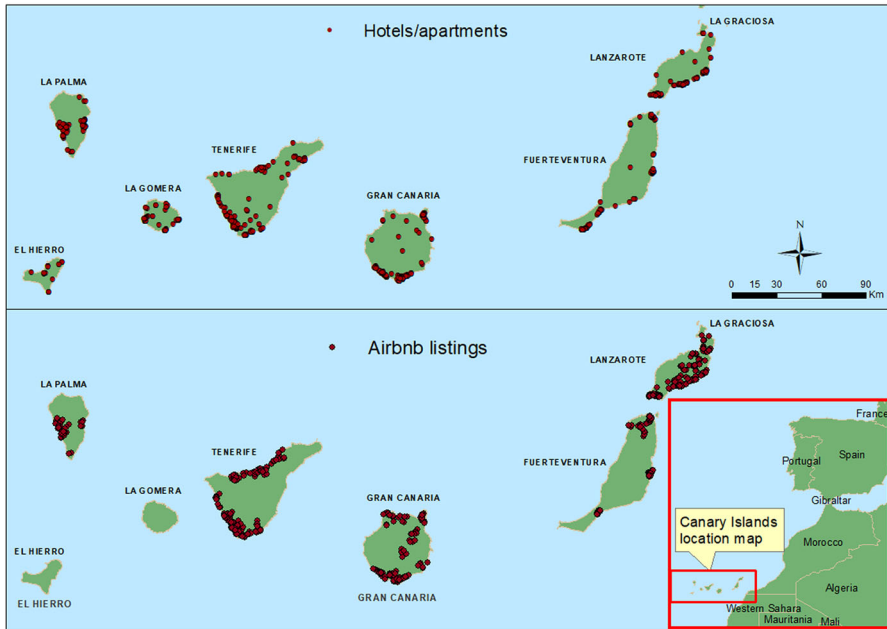 Hotels/apartments
LA GRACIOSA
LANZAROTE
LA PALMA
TENERIFE
FUERTEVENTURA
LA GOMERA
GRAN CANARIA
EL HIERRO
N
0 15 30 60 90
Km
LA GRACIOSA
Airbnb listings
LANZAROTE
LA PALMA
TENERIFE
FUERTEVENTURA
LA GOMERA
GRAN CANARIA
EL HIERRO
EL HIERRO
GRAN CANARIA
France
Portugal
Spain
Gibraltar
Canary Islands
location map
Morocco
Algeria
Western Sahara
Mauritania
Mali